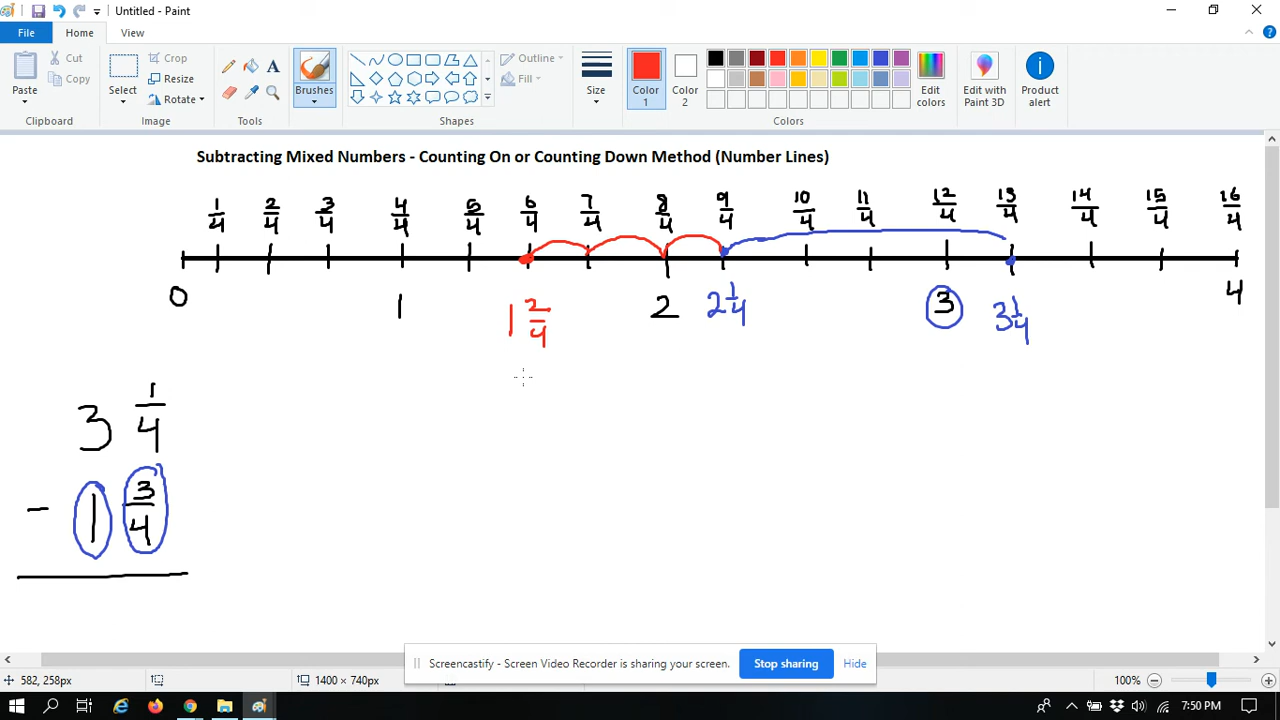 Untitled - Paint
File Home View
Paste
Cut
Copy
Clipboard
Select
Crop
Resize
Rotate
Image
A
Tools
Brushes
Outline
Fill
Shapes
Size
Color 1
Color 2
Edit colors
Colors
Edit with Paint 3D
Product alert
Subtracting Mixed Numbers - Counting On or Counting Down Method (Number Lines)
1/4 2/4 3/4 4/4 5/4 6/4 7/4 8/4 9/4 10/4 11/4 12/4 13/4 14/4 15/4 16/4
0 1 1 2/4 2 2 1/4 3 3 1/4 4
3 1/4
- 1 3/4
Screencastify - Screen Video Recorder is sharing your screen. Stop sharing Hide
582, 258px 1400 × 740px 100%
7:50 PM